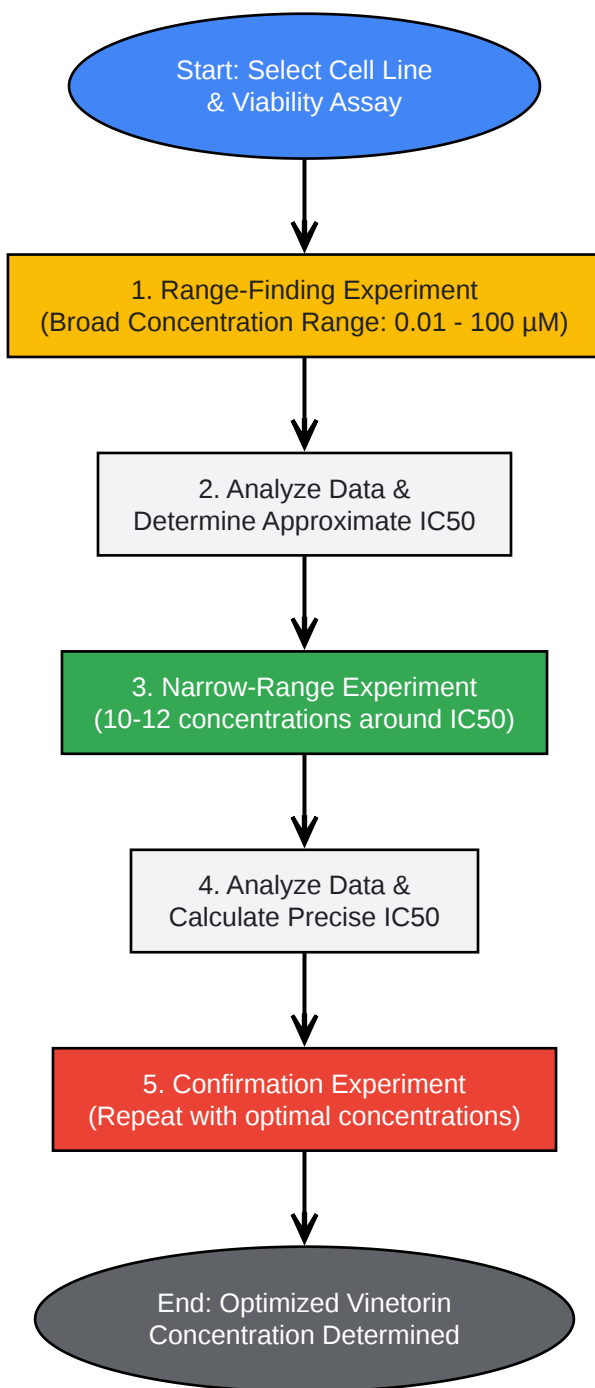 Start: Select Cell Line
& Viability Assay
1. Range-Finding Experiment
(Broad Concentration Range: 0.01 - 100 µM)
2. Analyze Data &
Determine Approximate IC50
3. Narrow-Range Experiment
(10-12 concentrations around IC50)
4. Analyze Data &
Calculate Precise IC50
5. Confirmation Experiment
(Repeat with optimal concentrations)
End: Optimized Vinetorin
Concentration Determined